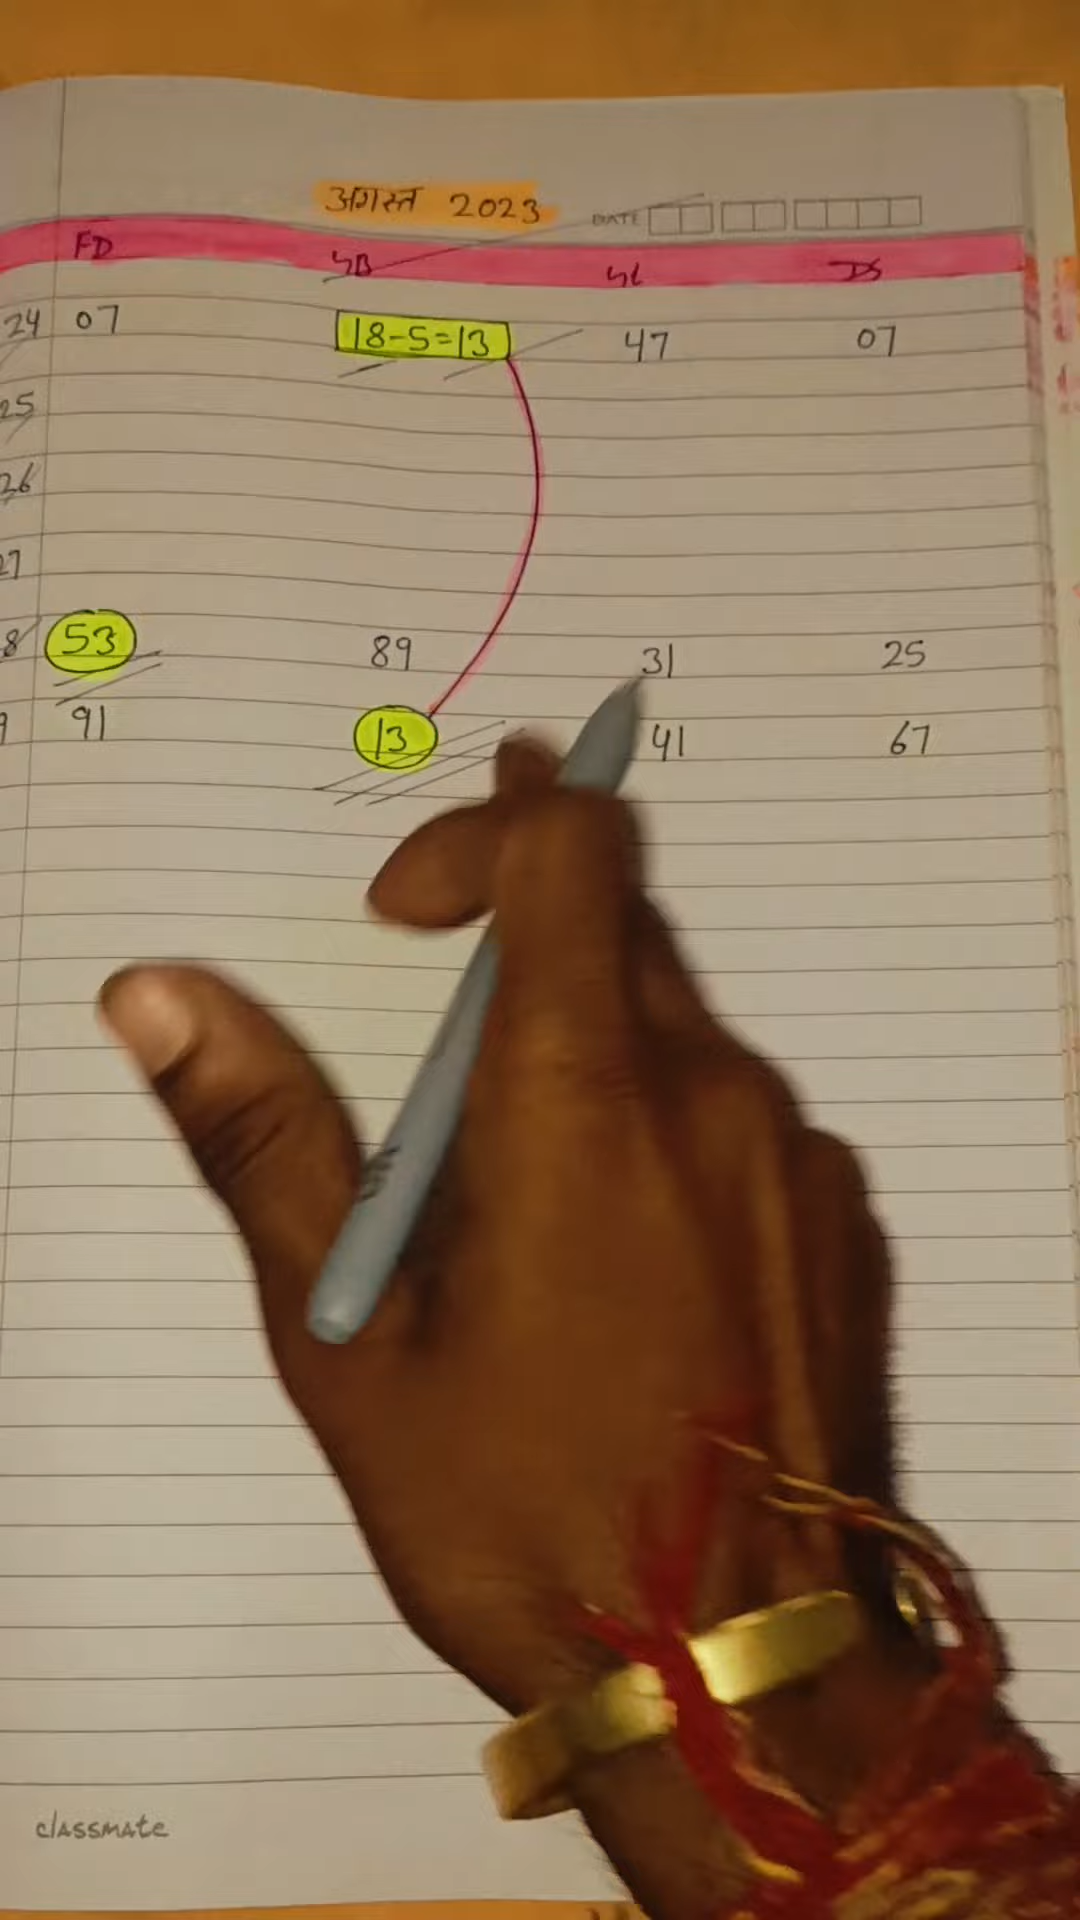 अगस्त 2023
DATE
FD GB GL DS
24 07 18-5=13 47 07
25
26
27
8 53 89 31 25
9 91 13 41 67
classmate